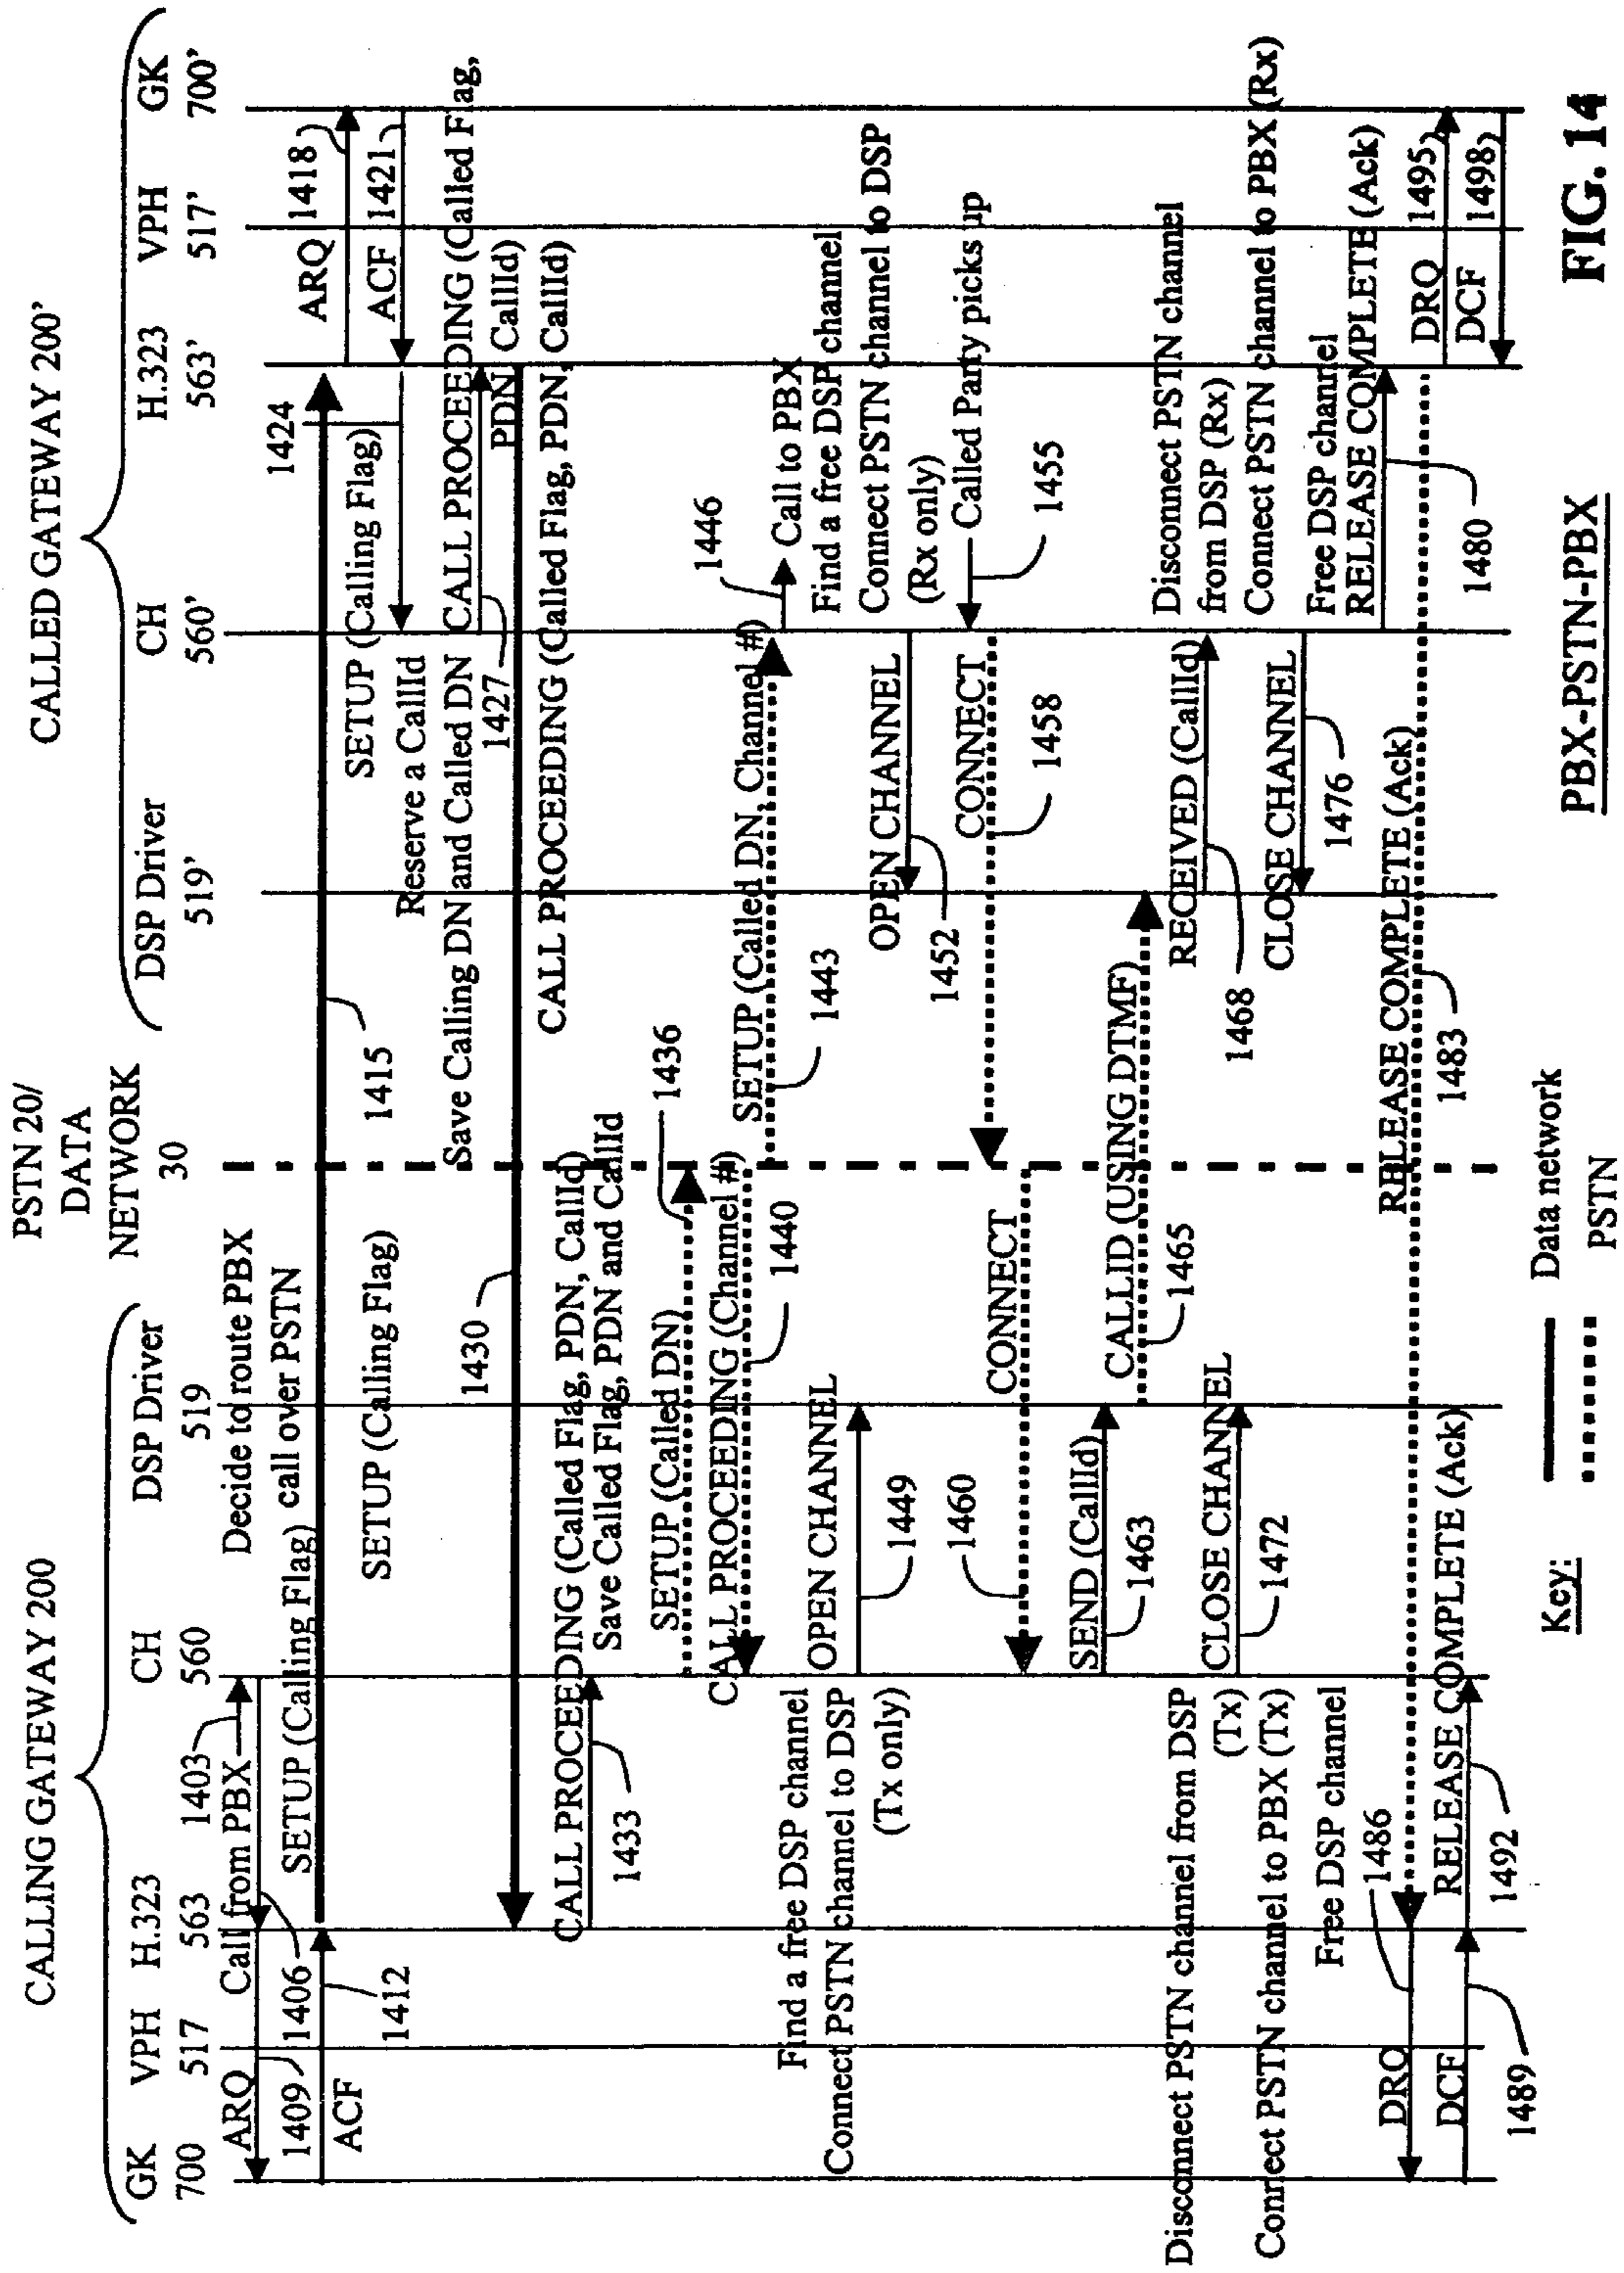 CALLING GATEWAY 200
PSTN 20/
DATA
NETWORK
30
CALLED GATEWAY 200'
GK
700
VPH
517
H.323
563
CH
560
DSP Driver
519
DSP Driver
519'
CH
560'
H.323
563'
VPH
517'
GK
700'
1403
Call from PBX
ARQ
1409
1406
ACF
1412
Decide to route PBX
call over PSTN
SETUP (Calling Flag)
SETUP (Calling Flag)
1415
1424
ARQ
1418
ACF
1421
SETUP (Calling Flag)
Reserve a CallId
Save Calling DN and Called DN
CALL PROCEEDING (Called Flag,
PDN, CallId)
1427
1430
CALL PROCEEDING (Called Flag, PDN, CallId)
CALL PROCEEDING (Called Flag, PDN, CallId)
Save Called Flag, PDN and CallId
1433
SETUP (Called DN)
1436
CALL PROCEEDING (Channel #)
1440
SETUP (Called DN, Channel #)
1443
1446
Call to PBX
Find a free DSP channel
Connect PSTN channel to DSP
(Rx only)
Find a free DSP channel
Connect PSTN channel to DSP
(Tx only)
OPEN CHANNEL
1449
OPEN CHANNEL
1452
Called Party picks up
1455
CONNECT
1458
CONNECT
1460
SEND (CallId)
1463
CALLID (USING DTMF)
1465
RECEIVED (CallId)
1468
Disconnect PSTN channel
from DSP (Rx)
Connect PSTN channel to PBX (Rx)
Free DSP channel
Disconnect PSTN channel from DSP
(Tx)
Connect PSTN channel to PBX (Tx)
Free DSP channel
CLOSE CHANNEL
1472
CLOSE CHANNEL
1476
RELEASE COMPLETE (Ack)
1480
RELEASE COMPLETE (Ack)
1483
DRQ
1486
DCF
1489
RELEASE COMPLETE (Ack)
1492
DRQ
1495
DCF
1498
Key:
Data network
PSTN
PBX-PSTN-PBX
FIG. 14